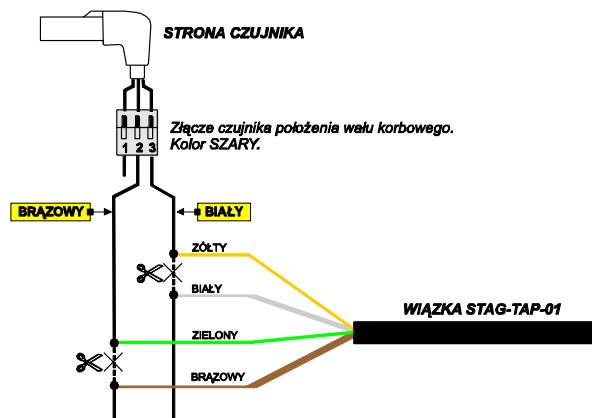 STRONA CZUJNIKA
Złącze czujnika położenia wału korbowego.
Kolor SZARY.
1 2 3
BRĄZOWY
BIAŁY
ŻÓŁTY
BIAŁY
WIĄZKA STAG-TAP-01
ZIELONY
BRĄZOWY